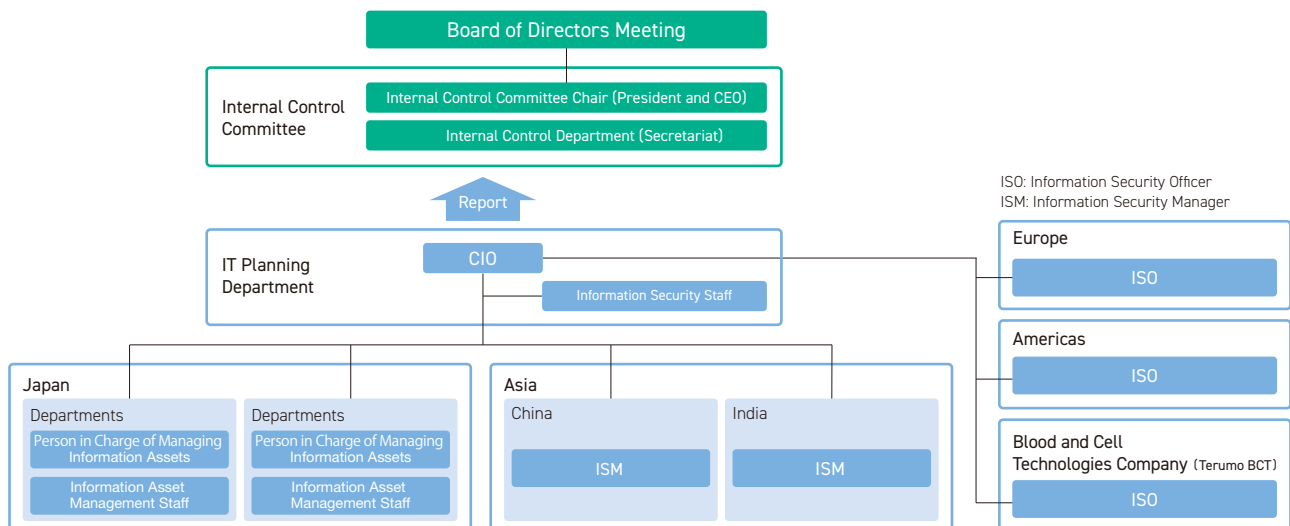 Board of Directors Meeting
Internal Control
Committee
Internal Control Committee Chair (President and CEO)
Internal Control Department (Secretariat)
Report
ISO: Information Security Officer
ISM: Information Security Manager
IT Planning
Department
CIO
Information Security Staff
Europe
ISO
Americas
ISO
Blood and Cell
Technologies Company (Terumo BCT)
ISO
Japan
Departments
Person in Charge of Managing
Information Assets
Information Asset
Management Staff
Departments
Person in Charge of Managing
Information Assets
Information Asset
Management Staff
Asia
China
ISM
India
ISM